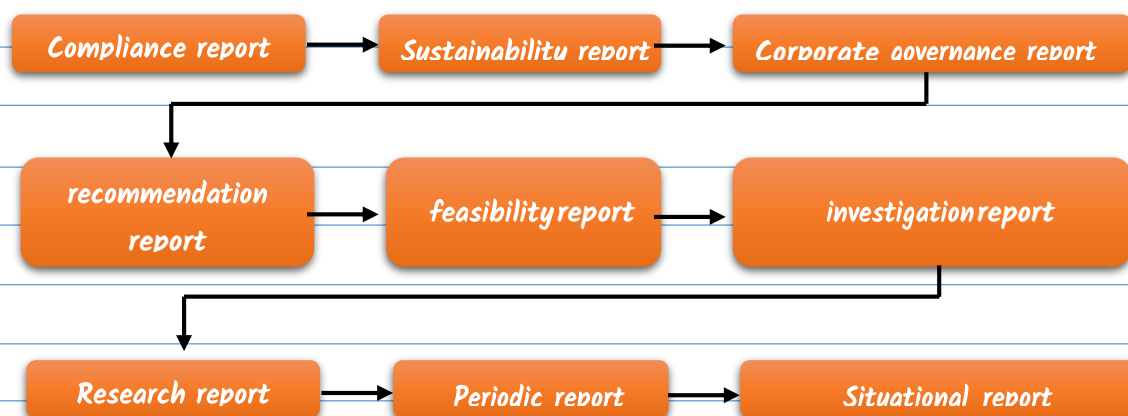 Compliance report
Sustainability report
Corporate governance report
recommendation
report
feasibility report
investigation report
Research report
Periodic report
Situational report